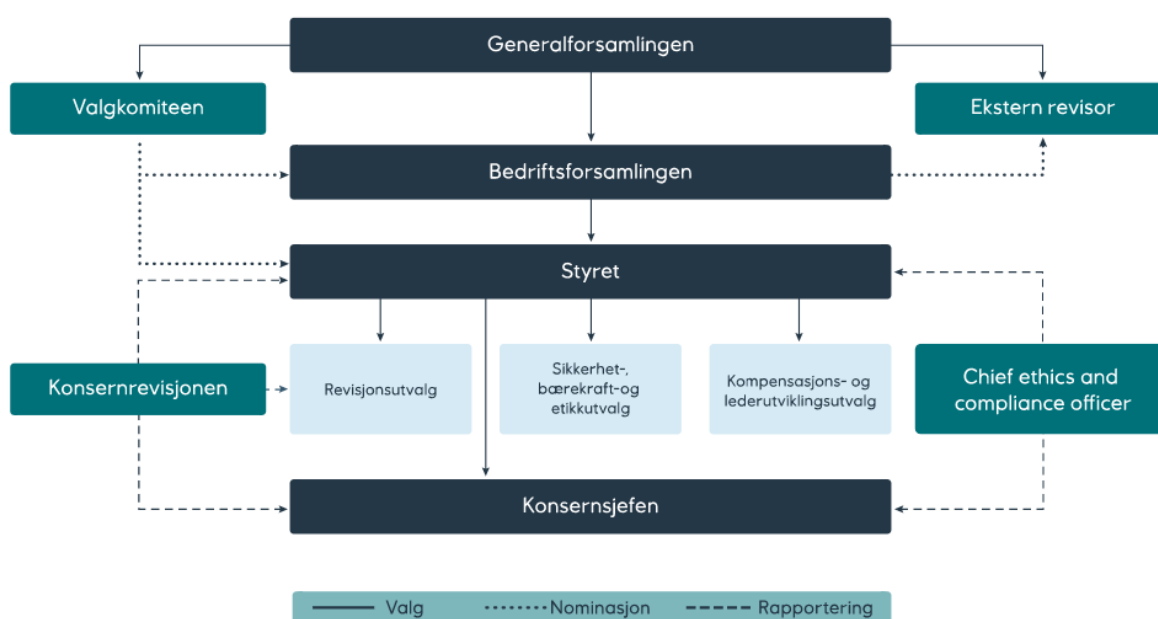 Generalforsamlingen
Valgkomiteen
Ekstern revisor
Bedriftsforsamlingen
Styret
Konsernrevisjonen
Revisjonsutvalg
Sikkerhet-,
bærekraft-og
etikkutvalg
Kompensasjons- og
lederutviklingsutvalg
Chief ethics and
compliance officer
Konsernsjefen
Valg
Nominasjon
Rapportering